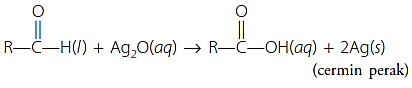 O O
R—C—H(l) + Ag₂O(aq) → R—C—OH(aq) + 2Ag(s)
(cermin perak)